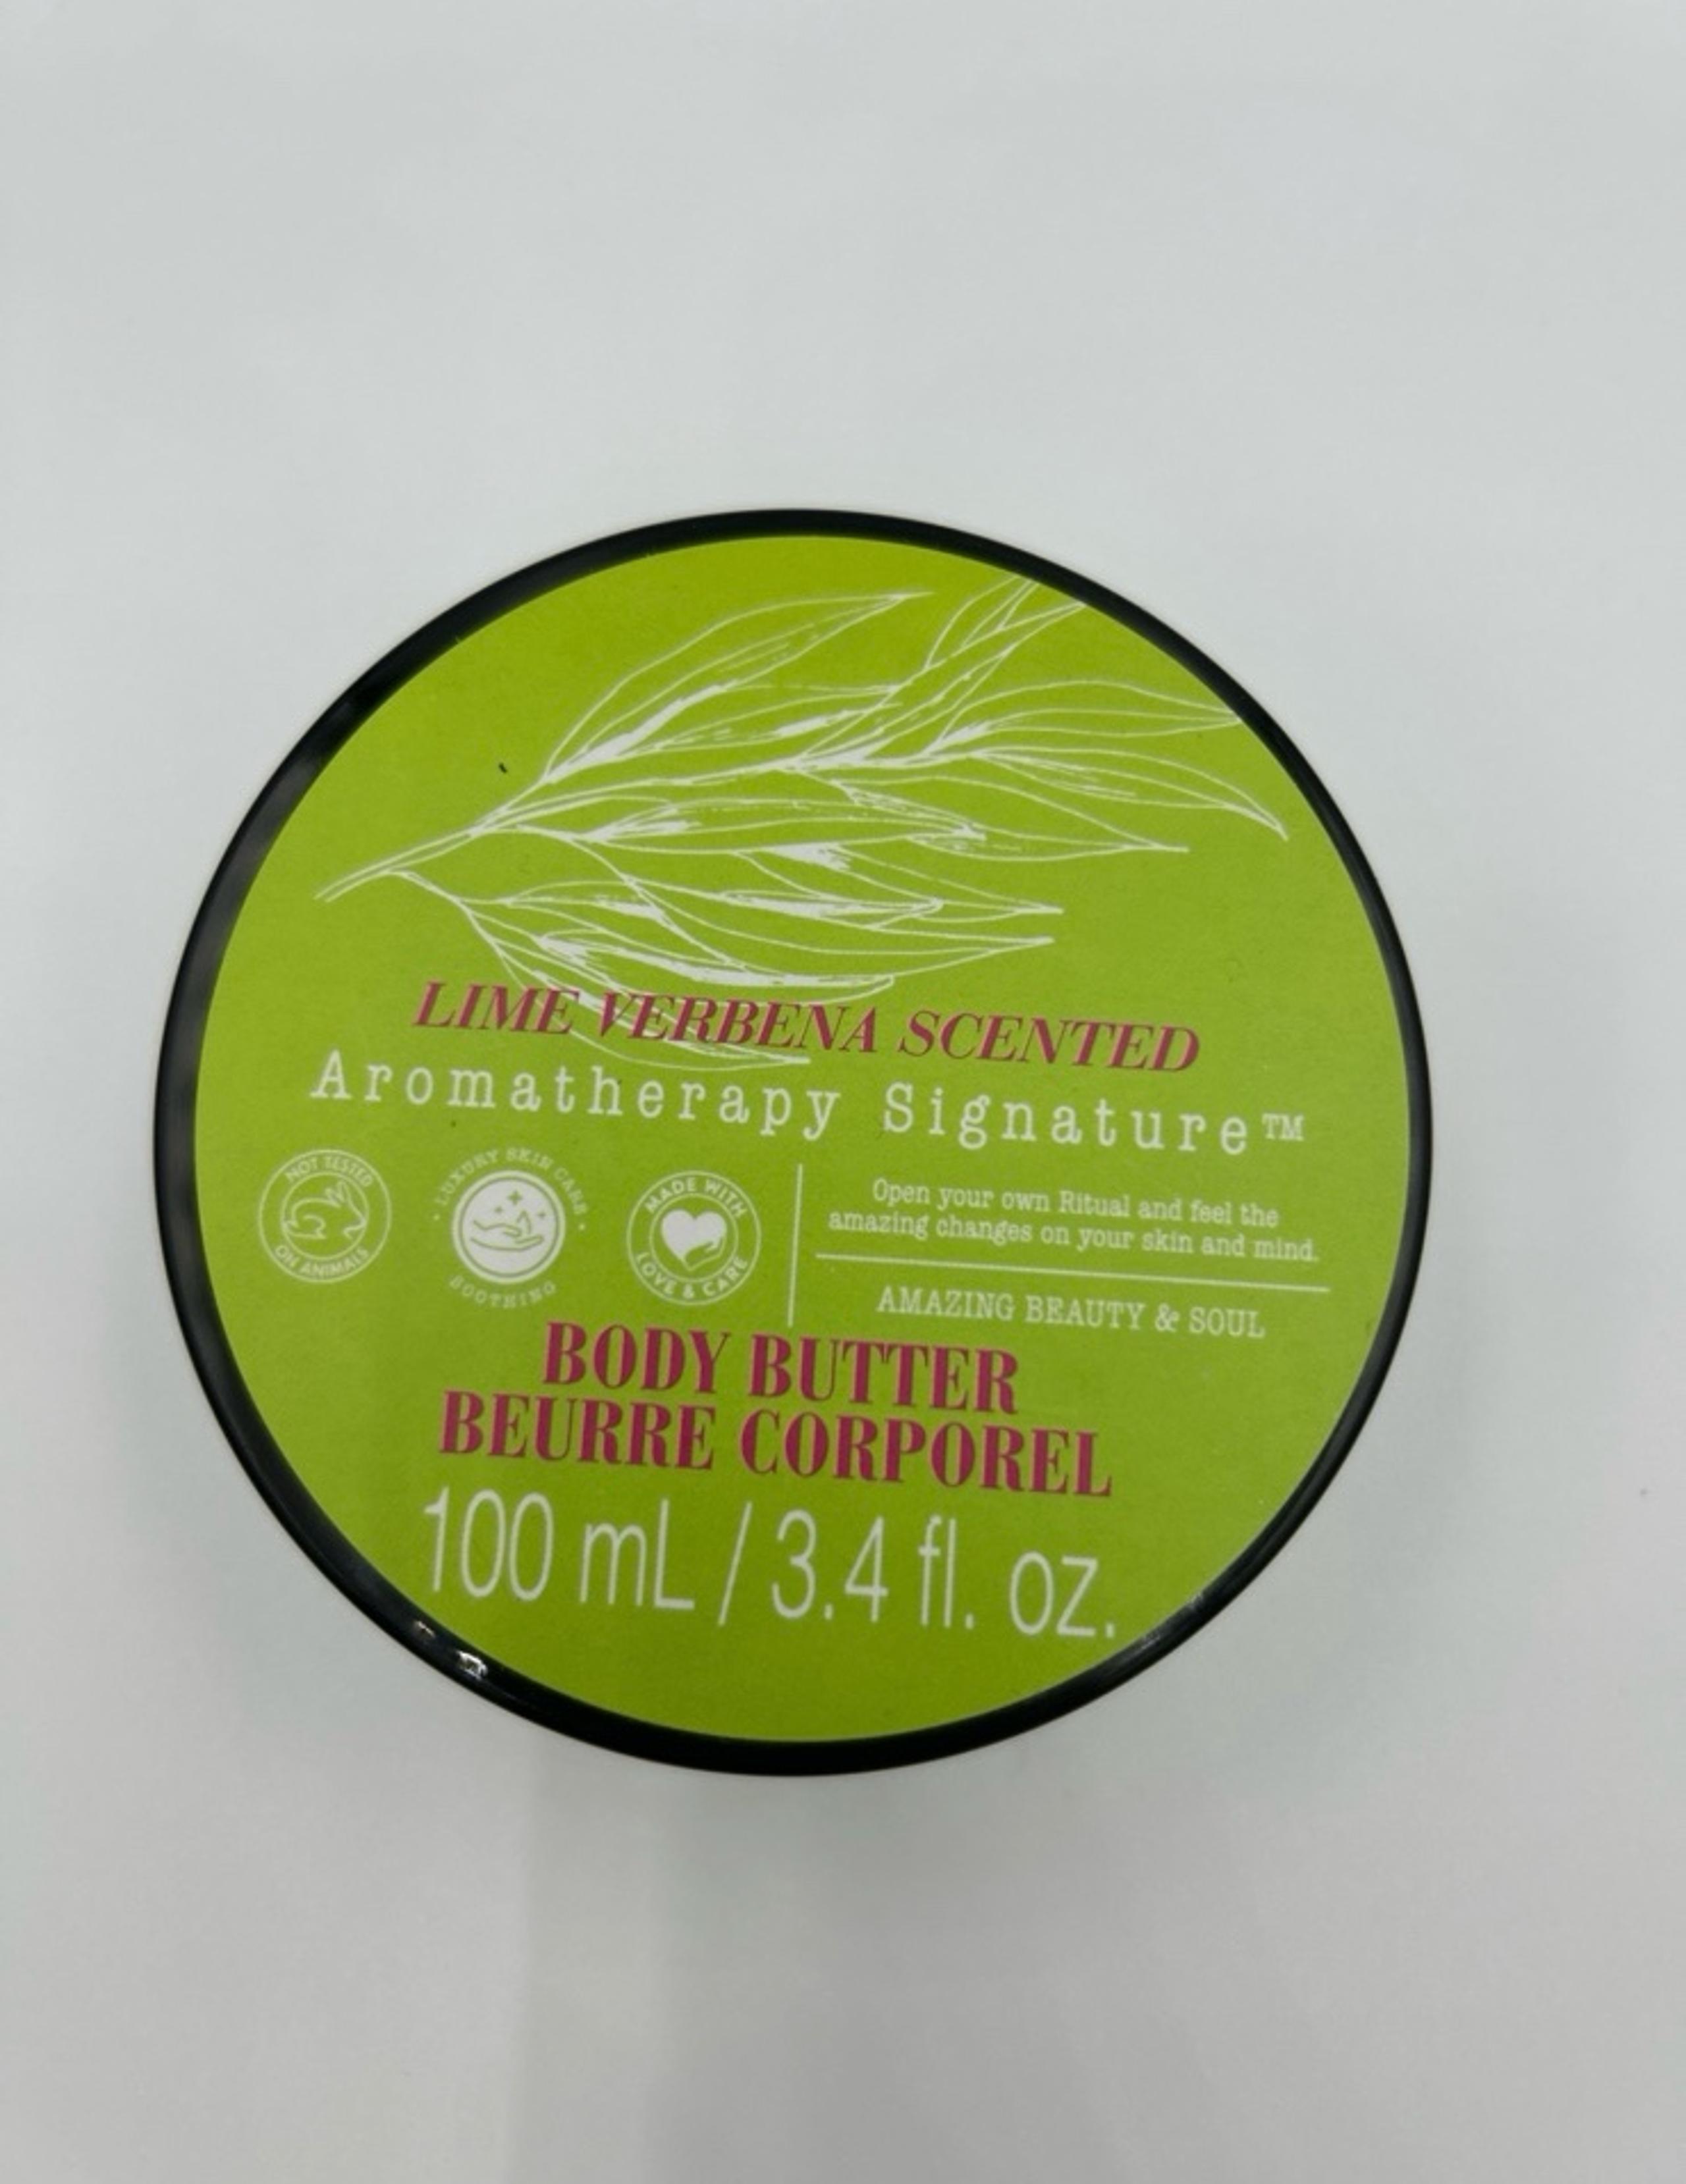 LIME VERBENA SCENTED
Aromatherapy Signature™
NOT TESTED
ON ANIMALS
• LUXURY SKIN CARE •
SOOTHING
MADE WITH
LOVE & CARE
Open your own Ritual and feel the
amazing changes on your skin and mind.
AMAZING BEAUTY & SOUL
BODY BUTTER
BEURRE CORPOREL
100 mL / 3.4 fl. oz.